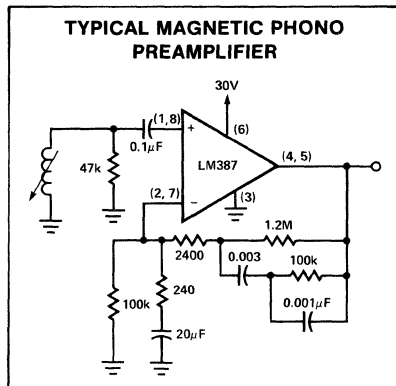 TYPICAL MAGNETIC PHONO
PREAMPLIFIER
30V
(1, 8)
+
(6)
0.1μF
LM387
(4, 5)
47k
(2, 7)
−
(3)
2400
1.2M
0.003
100k
240
100k
0.001μF
20μF